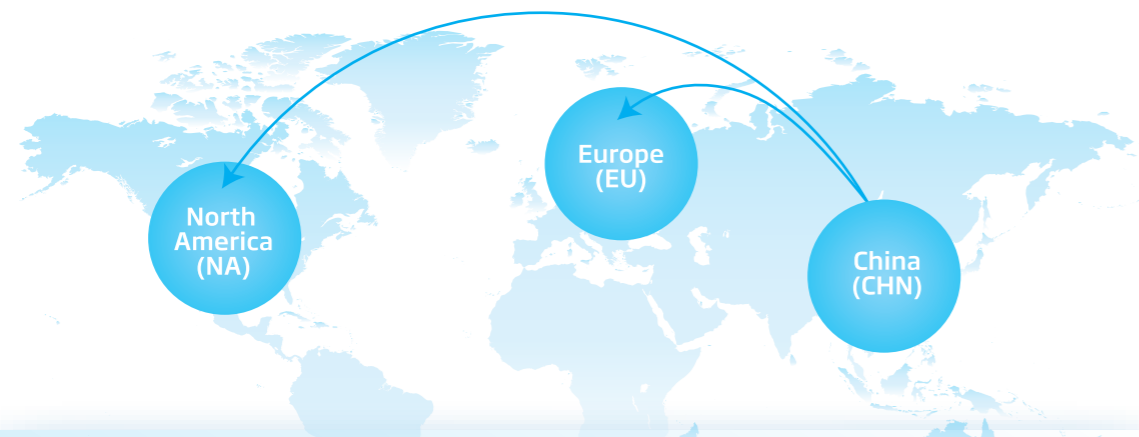 Europe
(EU)
North
America
(NA)
China
(CHN)